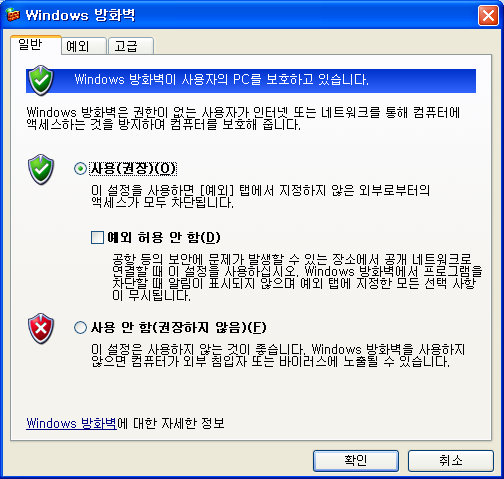 Windows 방화벽
일반 예외 고급
Windows 방화벽이 사용자의 PC를 보호하고 있습니다.
Windows 방화벽은 권한이 없는 사용자가 인터넷 또는 네트워크를 통해 컴퓨터에
액세스하는 것을 방지하여 컴퓨터를 보호해 줍니다.
사용(권장)(O)
이 설정을 사용하면 [예외] 탭에서 지정하지 않은 외부로부터의
액세스가 모두 차단됩니다.
예외 허용 안 함(D)
공항 등의 보안에 문제가 발생할 수 있는 장소에서 공개 네트워크로
연결할 때 이 설정을 사용하십시오. Windows 방화벽에서 프로그램을
차단할 때 알림이 표시되지 않으며 예외 탭에 지정한 모든 선택 사항
이 무시됩니다.
사용 안 함(권장하지 않음)(F)
이 설정은 사용하지 않는 것이 좋습니다. Windows 방화벽을 사용하지
않으면 컴퓨터가 외부 침입자 또는 바이러스에 노출될 수 있습니다.
Windows 방화벽에 대한 자세한 정보
확인 취소